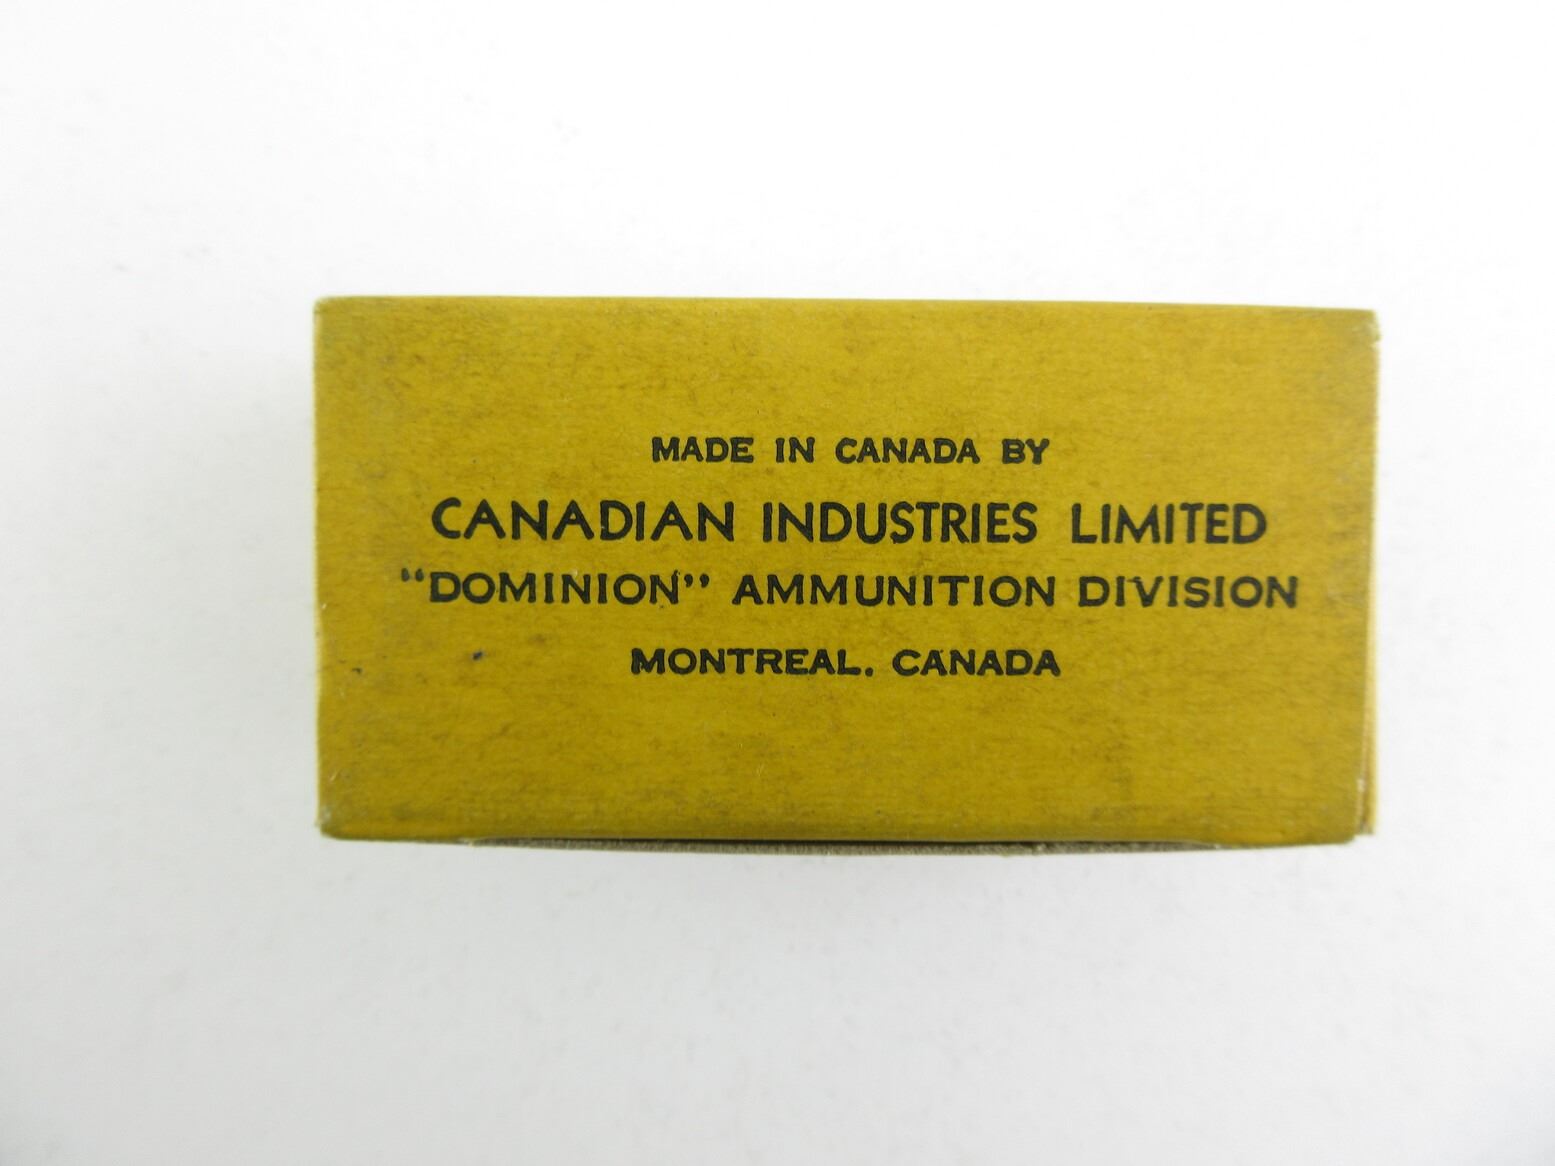 MADE IN CANADA BY
CANADIAN INDUSTRIES LIMITED
"DOMINION" AMMUNITION DIVISION
MONTREAL. CANADA